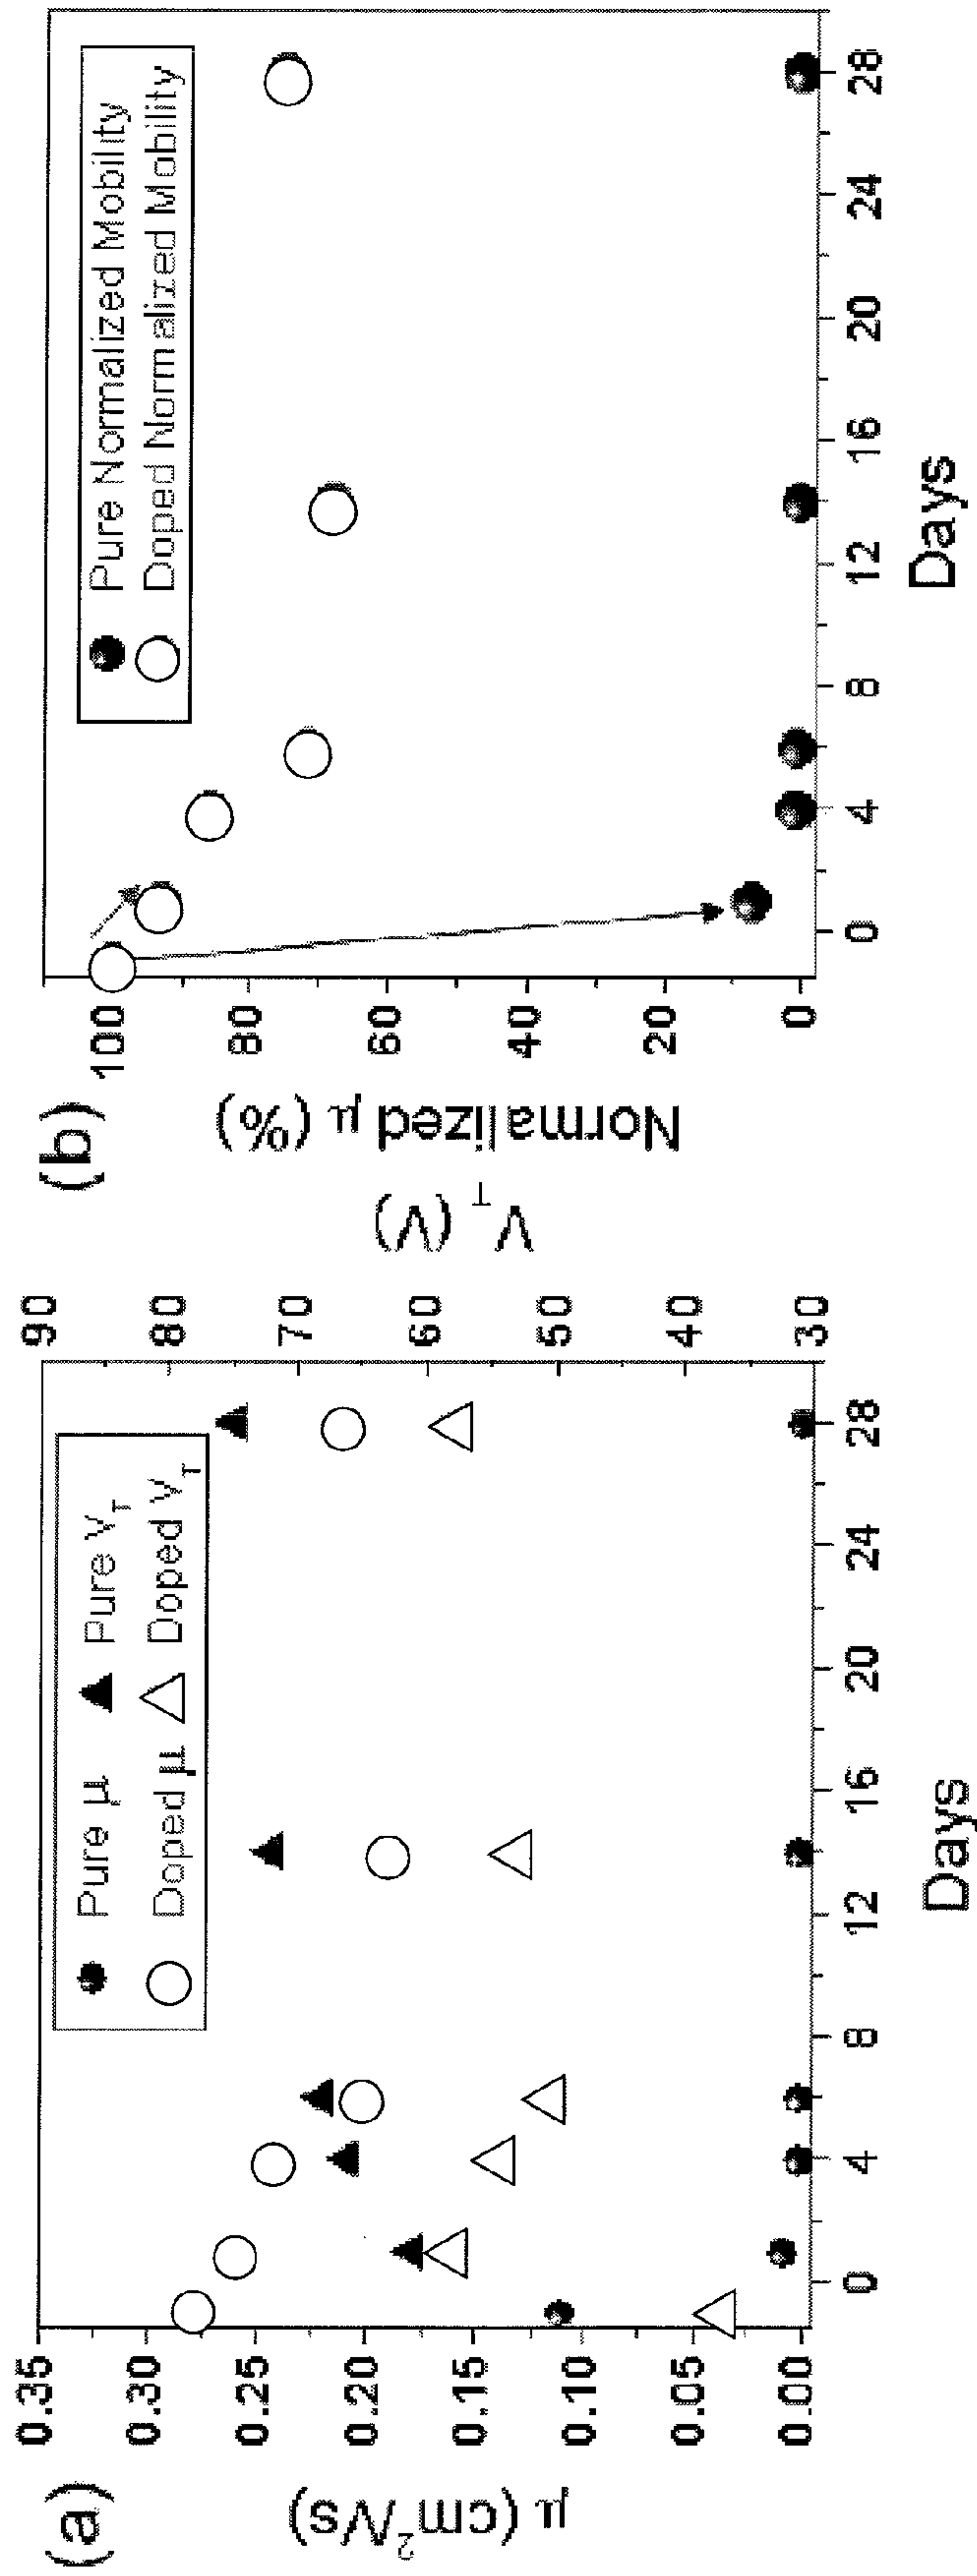 (a)
0.35
0.30
0.25
0.20
0.15
0.10
0.05
0.00
μ (cm²/Vs)
Pure μ Pure V_T
Doped μ Doped V_T
90
80
70
60
50
40
30
V_T (V)
0 4 8 12 16 20 24 28
Days
(b)
100
80
60
40
20
0
Normalized μ (%)
Pure Normalized Mobility
Doped Normalized Mobility
0 4 8 12 16 20 24 28
Days